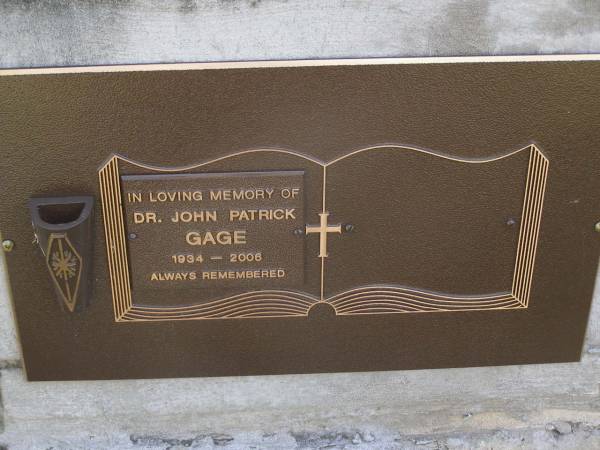 IN LOVING MEMORY OF
DR. JOHN PATRICK
GAGE
1934 — 2006
ALWAYS REMEMBERED